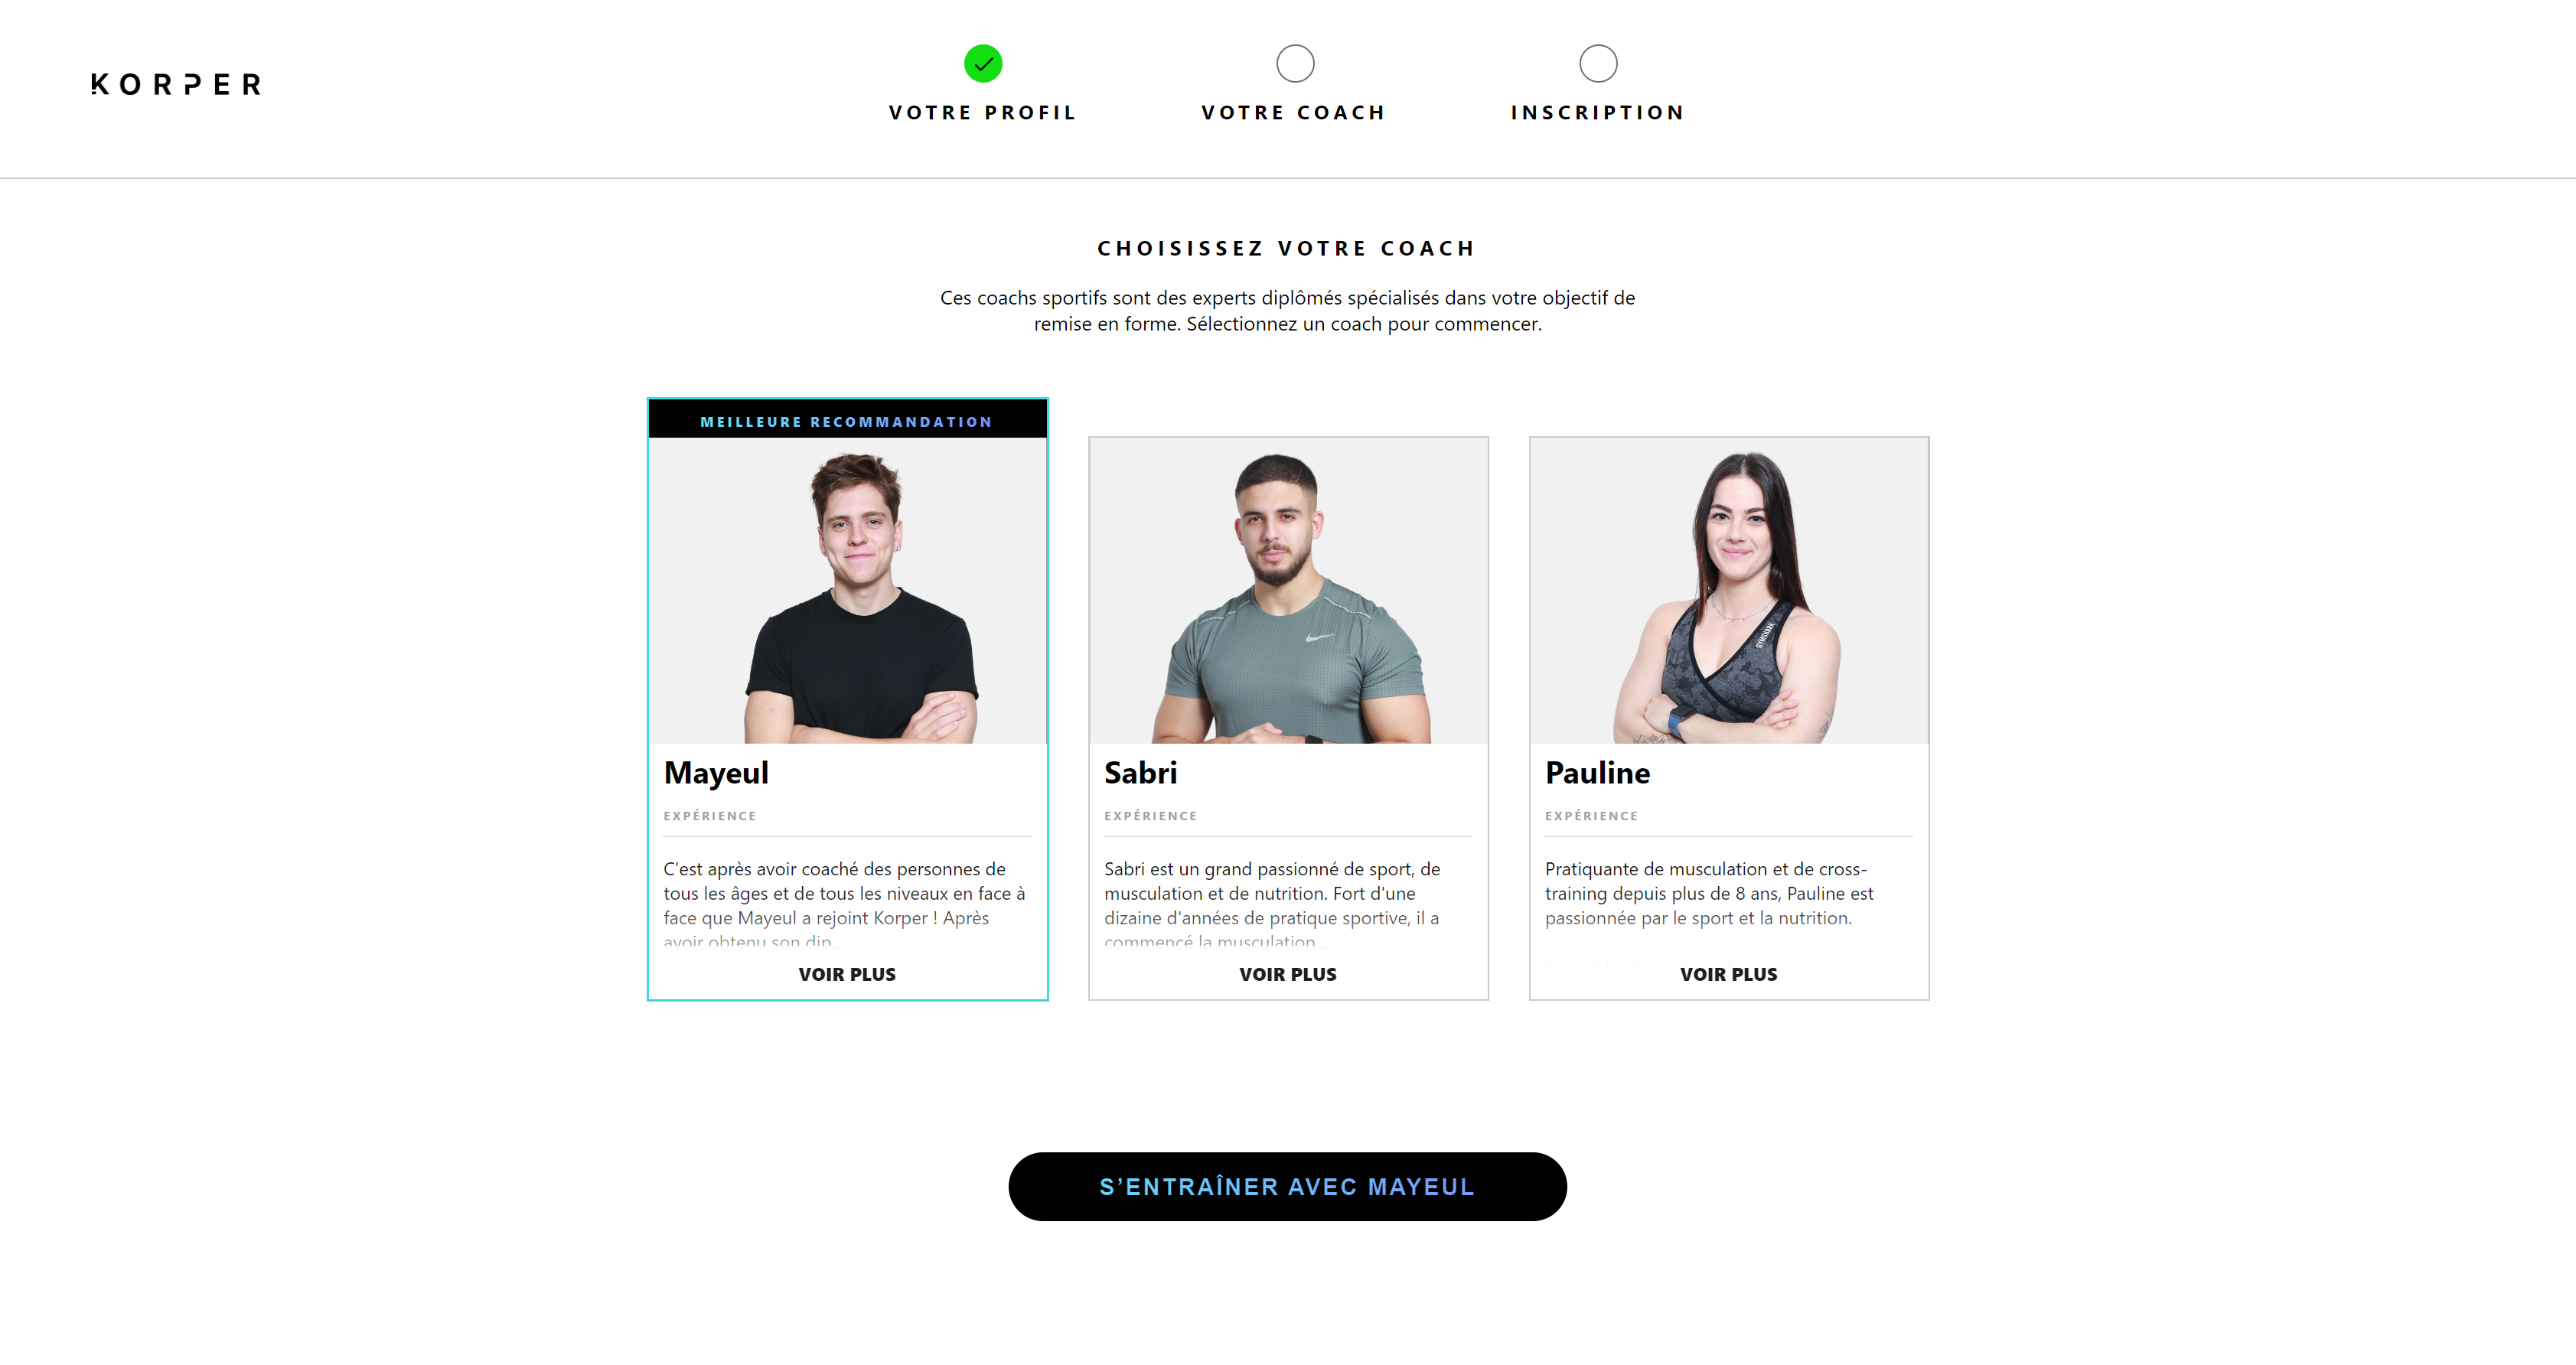 KORPER
VOTRE PROFIL
VOTRE COACH
INSCRIPTION
CHOISISSEZ VOTRE COACH
Ces coachs sportifs sont des experts diplômés spécialisés dans votre objectif de
remise en forme. Sélectionnez un coach pour commencer.
MEILLEURE RECOMMANDATION
Mayeul
EXPÉRIENCE
C’est après avoir coaché des personnes de
tous les âges et de tous les niveaux en face à
face que Mayeul a rejoint Korper ! Après
avoir obtenu son dip...
VOIR PLUS
Sabri
EXPÉRIENCE
Sabri est un grand passionné de sport, de
musculation et de nutrition. Fort d'une
dizaine d'années de pratique sportive, il a
commencé la musculation ...
VOIR PLUS
GYMSHARK
Pauline
EXPÉRIENCE
Pratiquante de musculation et de cross-
training depuis plus de 8 ans, Pauline est
passionnée par le sport et la nutrition.
VOIR PLUS
S’ENTRAÎNER AVEC MAYEUL